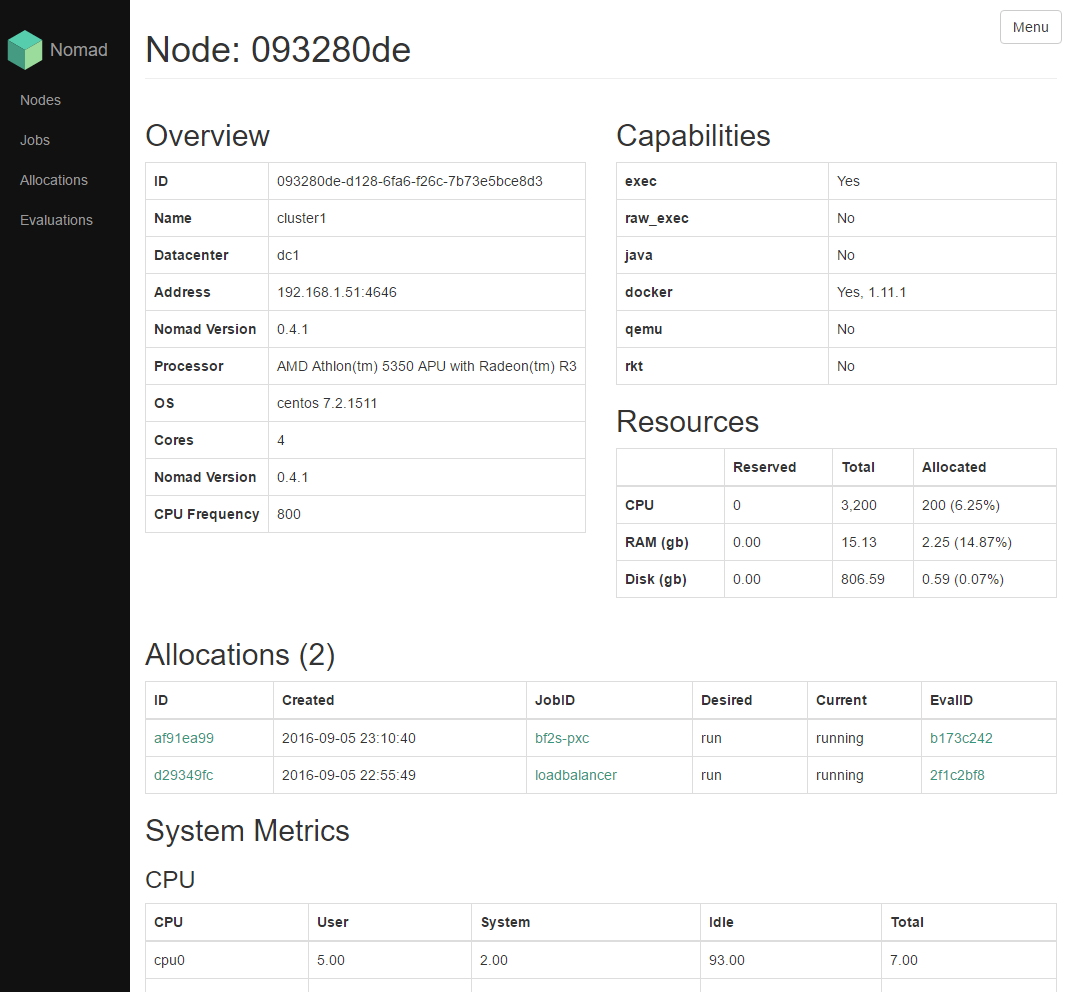 Nomad
Nodes
Jobs
Allocations
Evaluations
Menu
Node: 093280de
Overview
ID 093280de-d128-6fa6-f26c-7b73e5bce8d3
Name cluster1
Datacenter dc1
Address 192.168.1.51:4646
Nomad Version 0.4.1
Processor AMD Athlon(tm) 5350 APU with Radeon(tm) R3
OS centos 7.2.1511
Cores 4
Nomad Version 0.4.1
CPU Frequency 800
Capabilities
exec Yes
raw_exec No
java No
docker Yes, 1.11.1
qemu No
rkt No
Resources
Reserved Total Allocated
CPU 0 3,200 200 (6.25%)
RAM (gb) 0.00 15.13 2.25 (14.87%)
Disk (gb) 0.00 806.59 0.59 (0.07%)
Allocations (2)
ID Created JobID Desired Current EvalID
af91ea99 2016-09-05 23:10:40 bf2s-pxc run running b173c242
d29349fc 2016-09-05 22:55:49 loadbalancer run running 2f1c2bf8
System Metrics
CPU
CPU User System Idle Total
cpu0 5.00 2.00 93.00 7.00